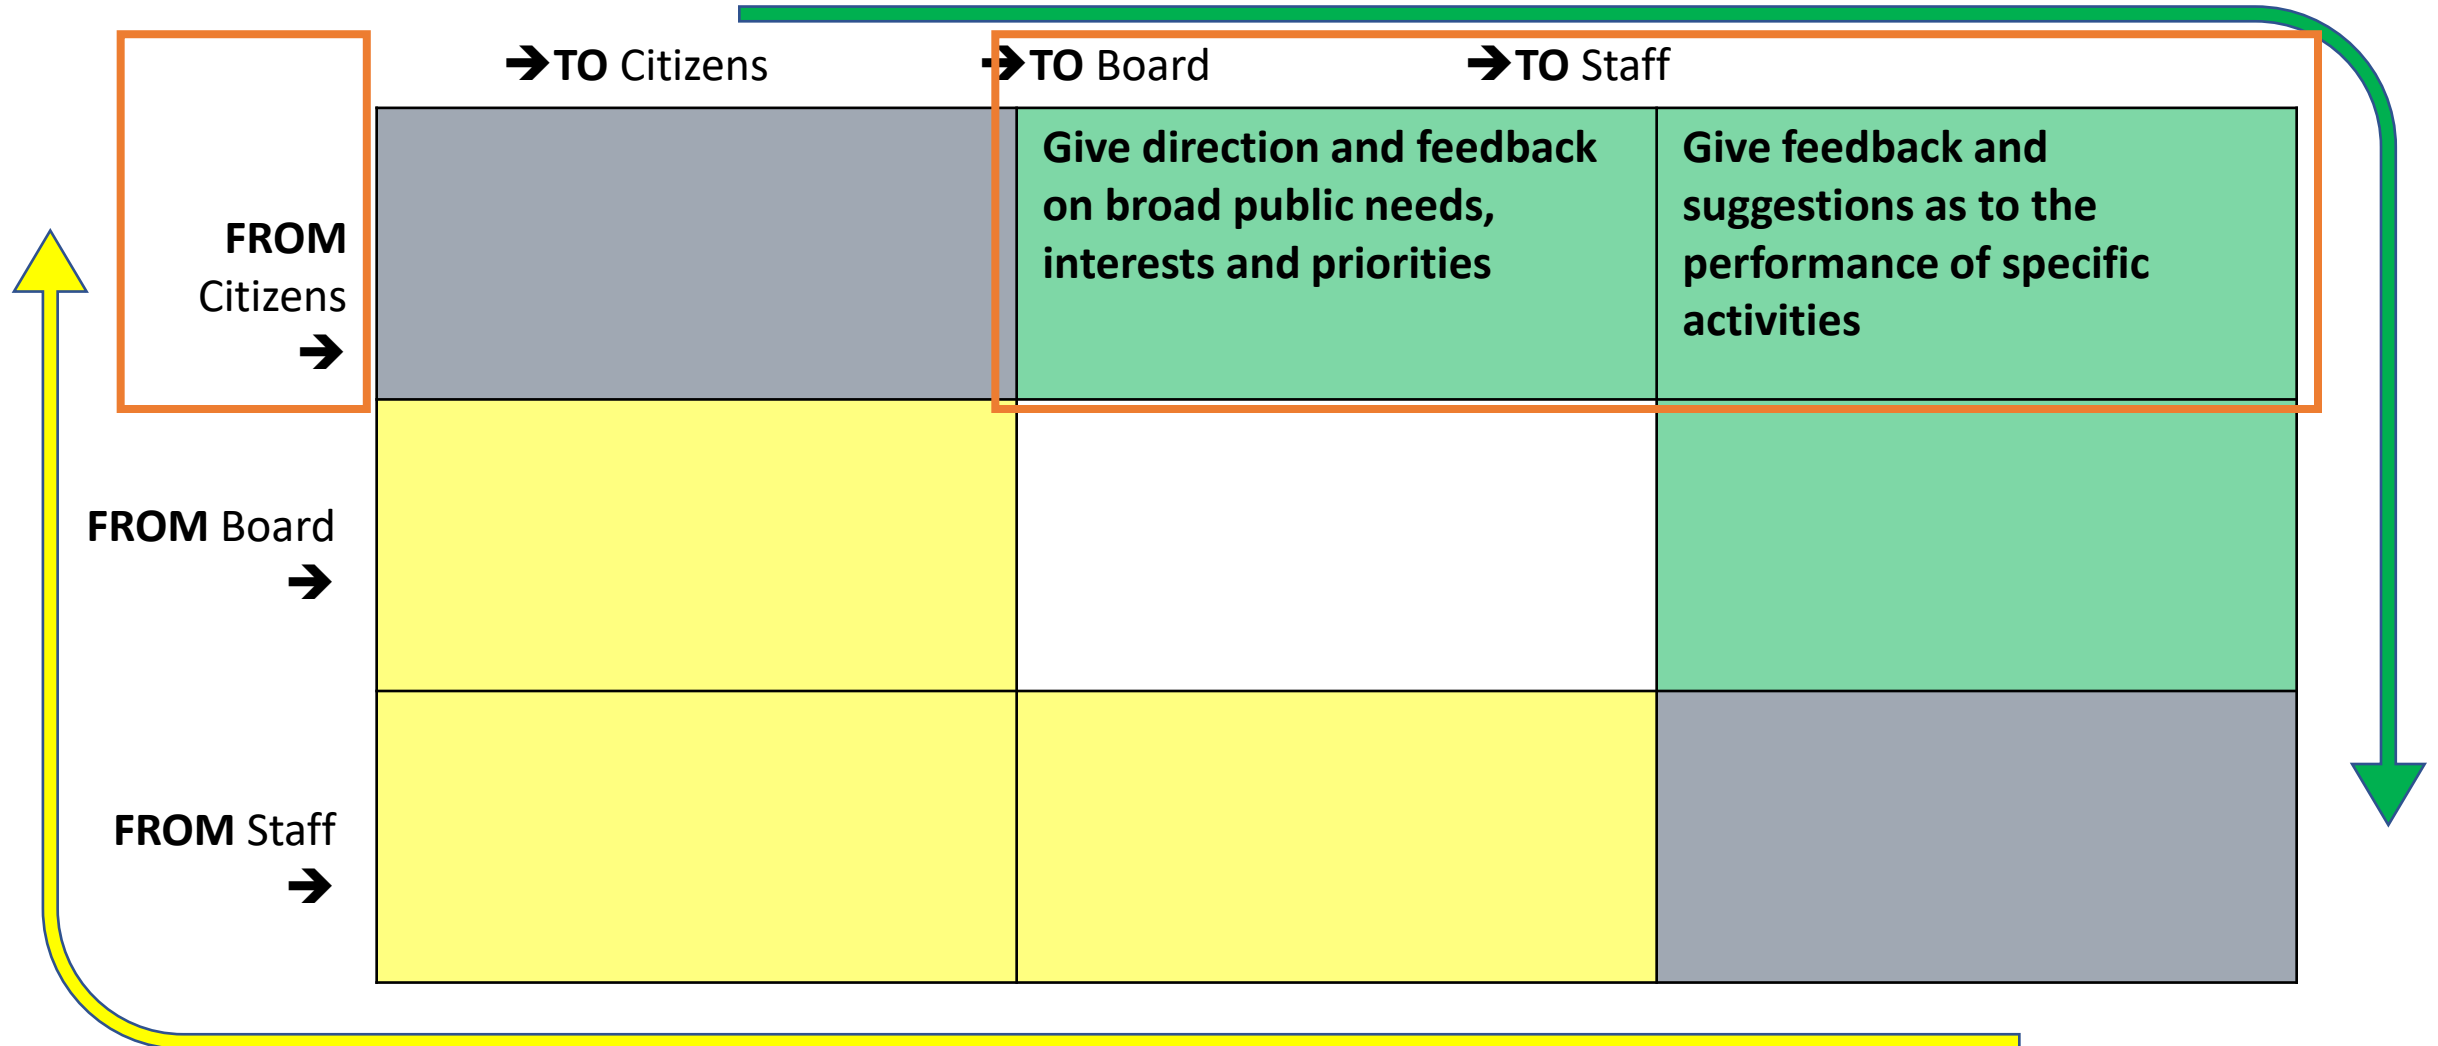 ➔TO Citizens ➔TO Board ➔TO Staff
FROM
Citizens
➔
Give direction and feedback
on broad public needs,
interests and priorities
Give feedback and
suggestions as to the
performance of specific
activities
FROM Board
➔
FROM Staff
➔